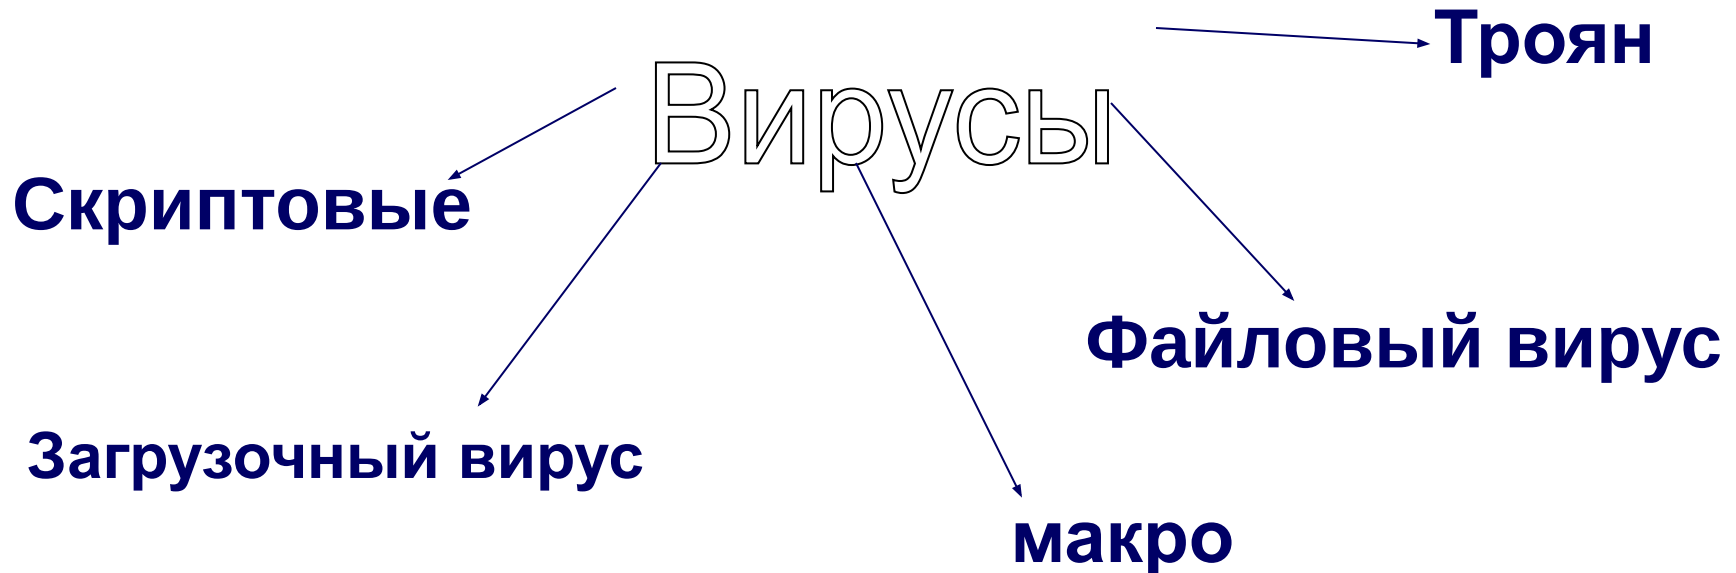 Троян
Вирусы
Скриптовые
Файловый вирус
Загрузочный вирус
макро